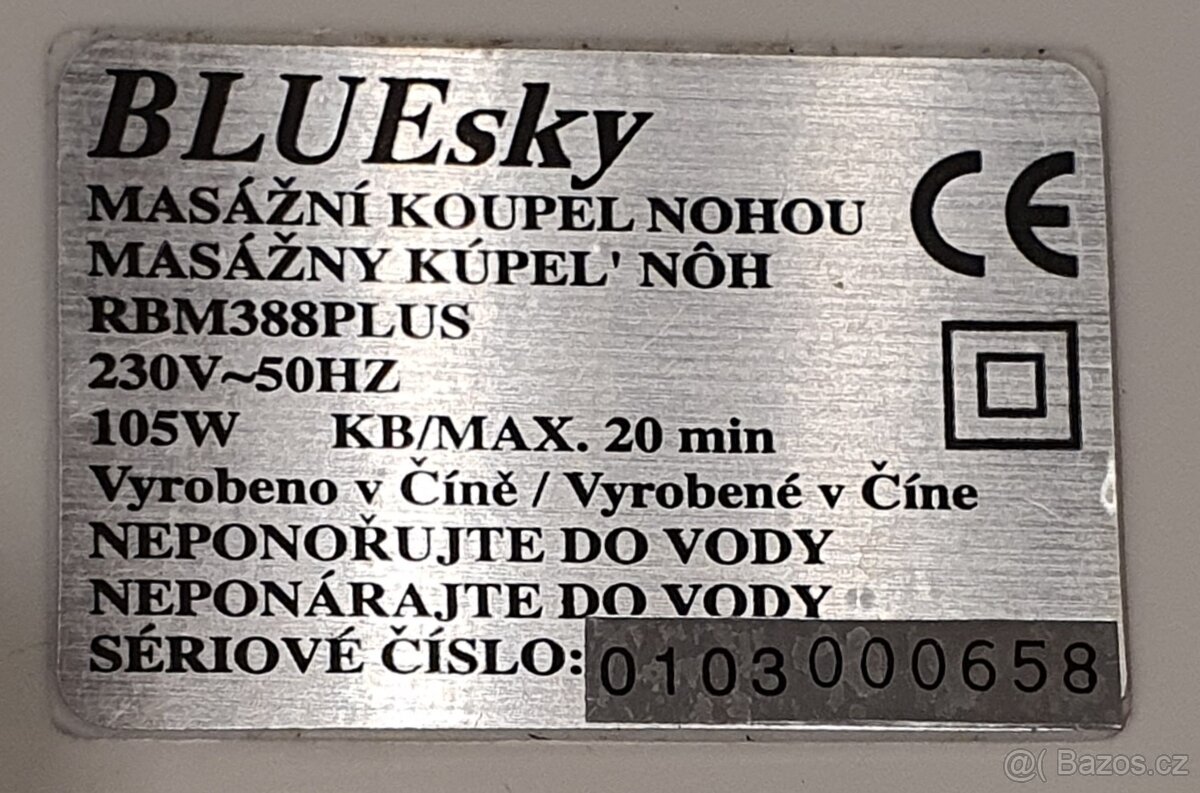 BLUEsky
MASÁŽNÍ KOUPEL NOHOU
MASÁŽNY KÚPEL' NÔH
RBM388PLUS
230V~50HZ
105W KB/MAX. 20 min
Vyrobeno v Číně / Vyrobené v Číne
NEPONOŘUJTE DO VODY
NEPONÁRAJTE DO VODY
SÉRIOVÉ ČÍSLO: 0103000658
CE
@( Bazos.cz